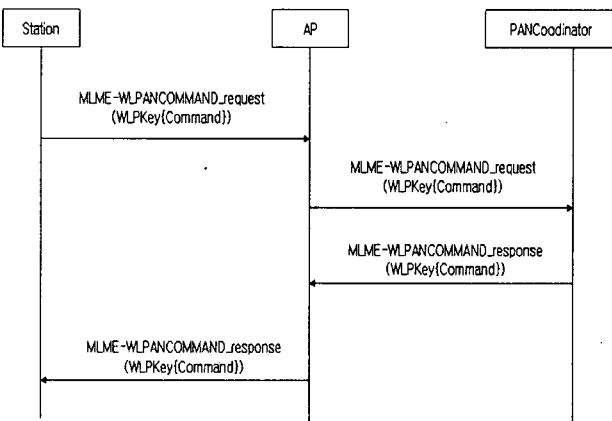 Station
AP
PANCoodinator
MLME-WLPANCOMMAND_request
(WLPKey{Command})
MLME-WLPANCOMMAND_request
(WLPKey{Command})
MLME-WLPANCOMMAND_response
(WLPKey{Command})
MLME-WLPANCOMMAND_response
(WLPKey{Command})